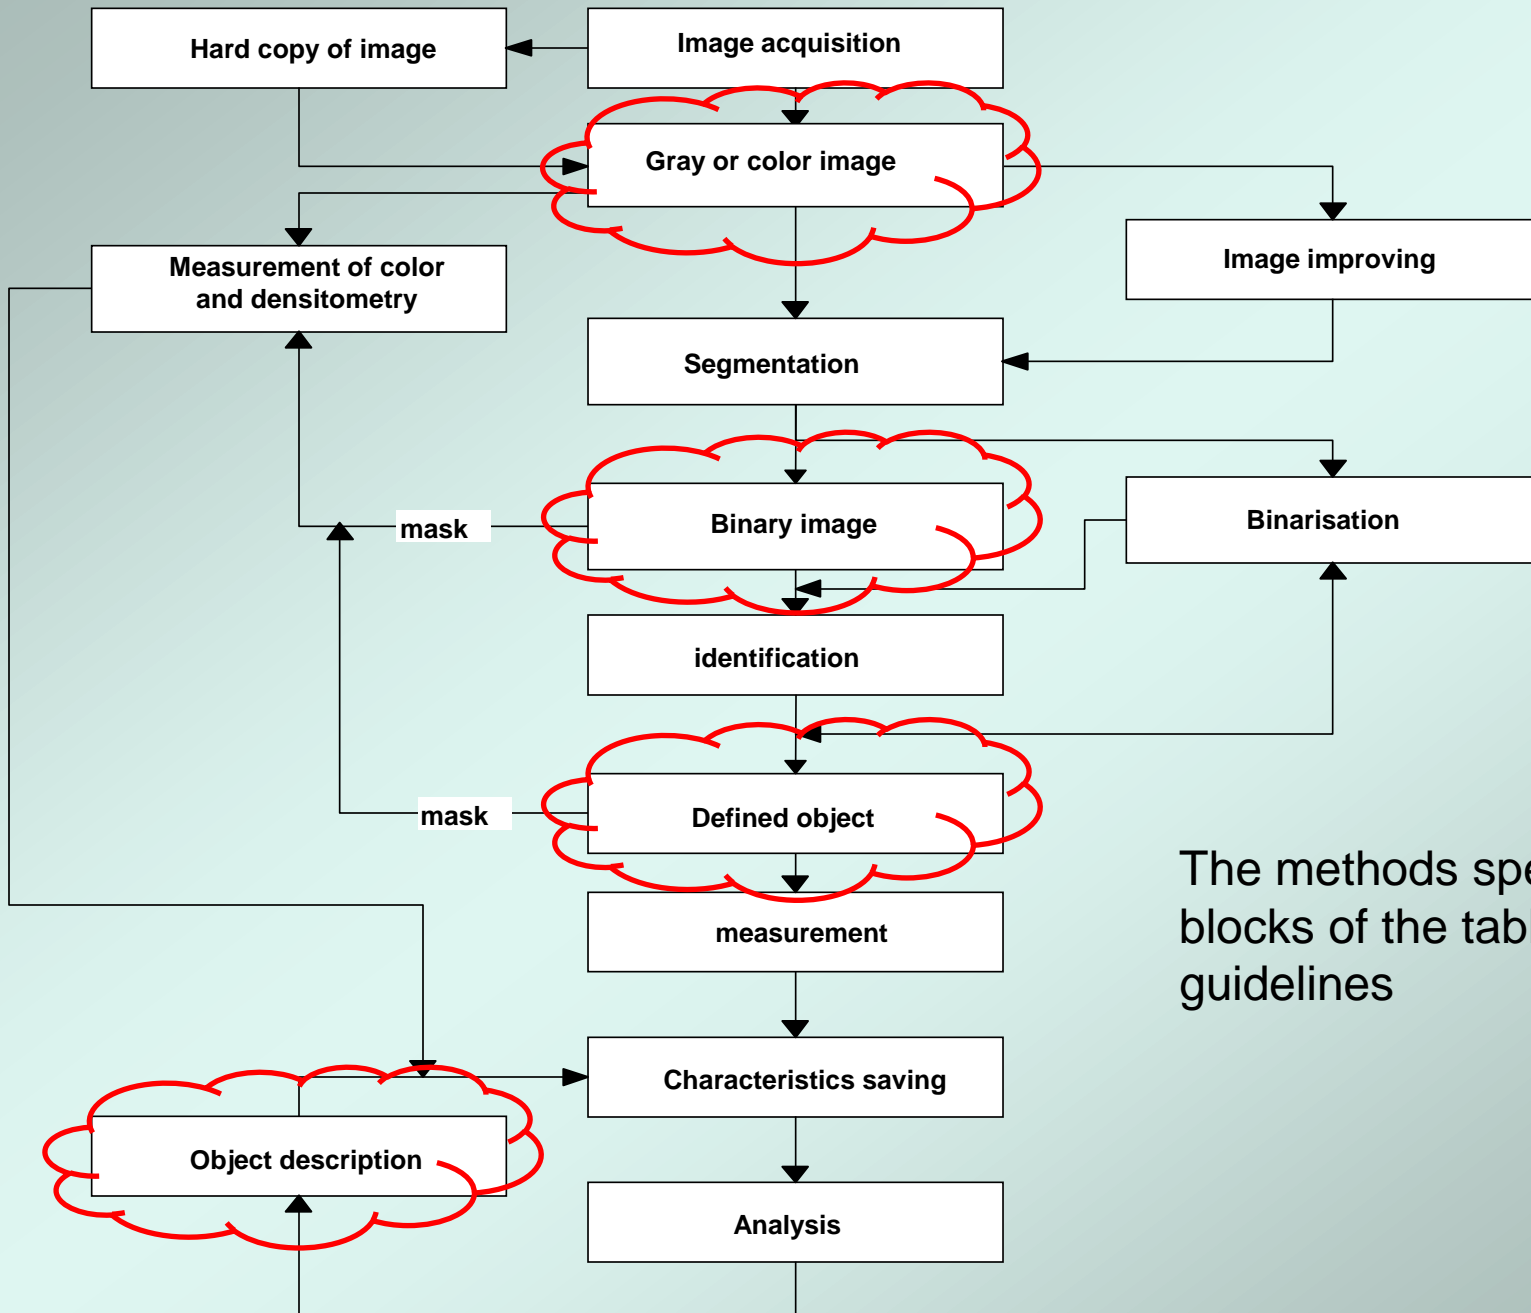 Hard copy of image
Image acquisition
Gray or color image
Measurement of color
and densitometry
Image improving
Segmentation
mask
Binary image
Binarisation
identification
mask
Defined object
measurement
The methods
blocks of the
guidelines
Characteristics saving
Object description
Analysis